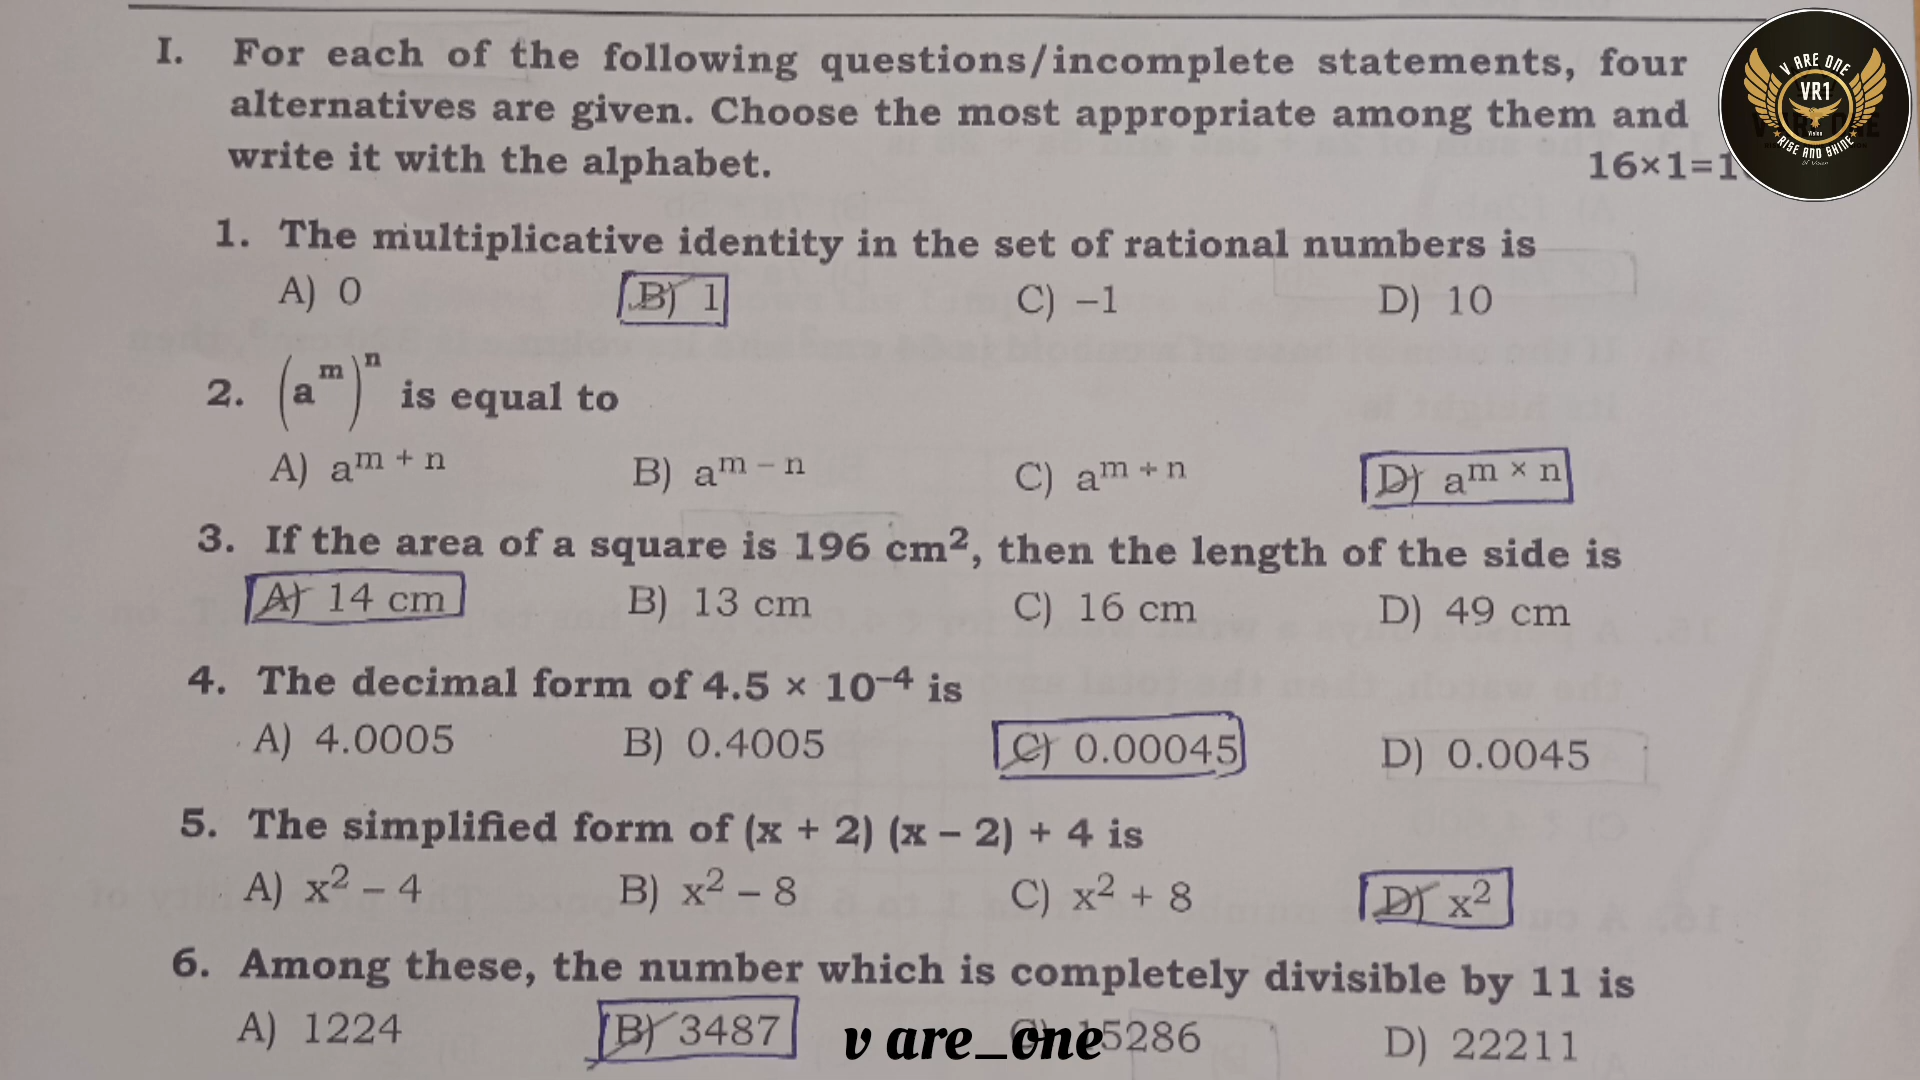 I. For each of the following questions/incomplete statements, four
alternatives are given. Choose the most appropriate among them and
write it with the alphabet. 16×1=1
V ARE ONE
VR1
Vision
RISE AND SHINE
1. The multiplicative identity in the set of rational numbers is
A) 0 B) 1 C) –1 D) 10
2. (a^m)^n is equal to
A) a^(m + n) B) a^(m – n) C) a^(m ÷ n) D) a^(m × n)
3. If the area of a square is 196 cm², then the length of the side is
A) 14 cm B) 13 cm C) 16 cm D) 49 cm
4. The decimal form of 4.5 × 10⁻⁴ is
A) 4.0005 B) 0.4005 C) 0.00045 D) 0.0045
5. The simplified form of (x + 2) (x – 2) + 4 is
A) x² – 4 B) x² – 8 C) x² + 8 D) x²
6. Among these, the number which is completely divisible by 11 is
A) 1224 B) 3487 C) 15286 D) 22211
v are_one